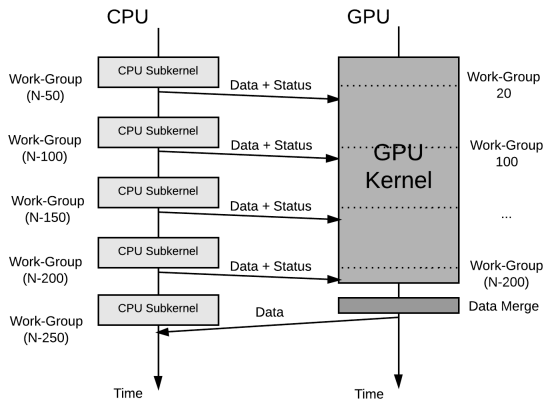 CPU
GPU
CPU Subkernel
Work-Group
(N-50)
Data + Status
Work-Group
20
CPU Subkernel
Work-Group
(N-100)
Data + Status
GPU
Kernel
Work-Group
100
CPU Subkernel
Work-Group
(N-150)
Data + Status
...
CPU Subkernel
Work-Group
(N-200)
Data + Status
Work-Group
(N-200)
CPU Subkernel
Work-Group
(N-250)
Data
Data Merge
Time
Time